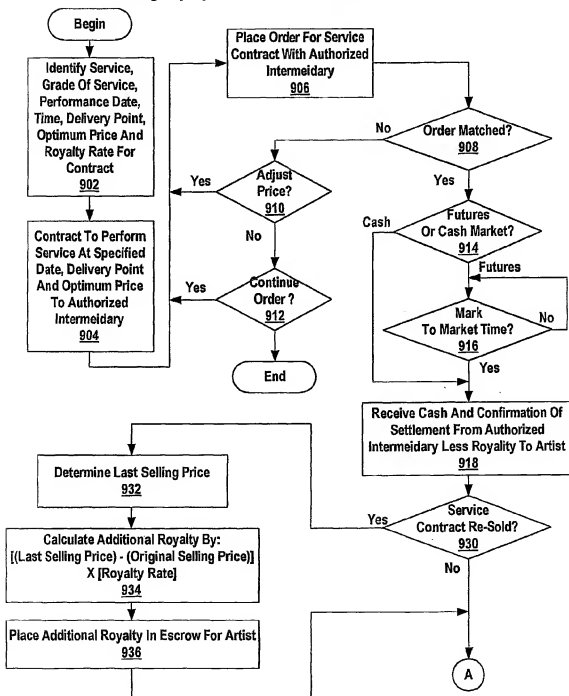 Begin
Identify Service,
Grade Of Service,
Performance Date,
Time, Delivery Point,
Optimum Price And
Royalty Rate For
Contract
902
Contract To Perform
Service At Specified
Date, Delivery Point
And Optimum Price
To Authorized
Intermeidary
904
Place Order For Service
Contract With Authorized
Intermeidary
906
Order Matched?
908
No
Yes
Adjust
Price?
910
Yes
No
Continue
Order ?
912
Yes
End
Futures
Or Cash Market?
914
Cash
Futures
Mark
To Market Time?
916
No
Yes
Receive Cash And Confirmation Of
Settlement From Authorized
Intermeidary Less Royality To Artist
918
Service
Contract Re-Sold?
930
Yes
No
Determine Last Selling Price
932
Calculate Additional Royalty By:
[(Last Selling Price) - (Original Selling Price)]
X [Royalty Rate]
934
Place Additional Royalty In Escrow For Artist
936
A